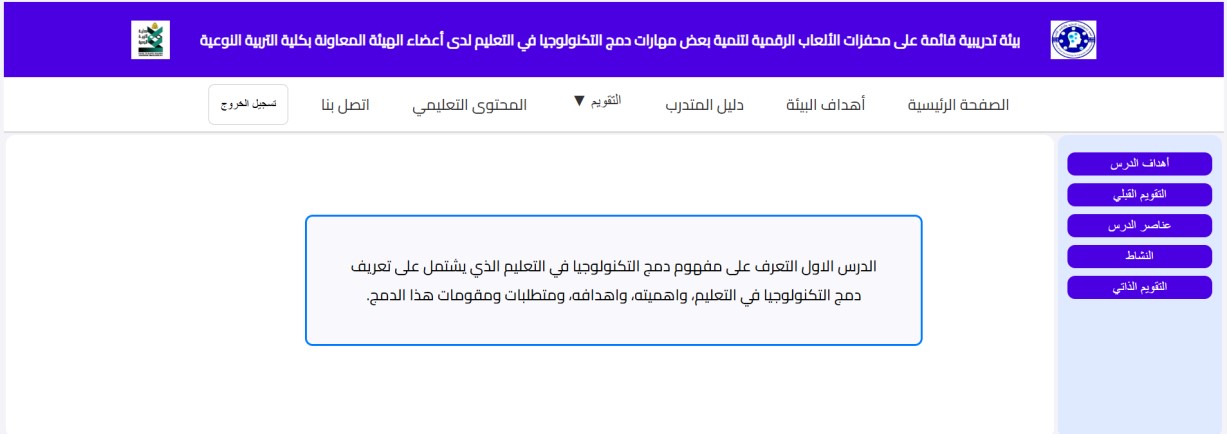 بيئة تدريبية قائمة على محفزات الألعاب الرقمية لتنمية بعض مهارات دمج التكنولوجيا في التعليم لدى أعضاء الهيئة المعاونة بكلية التربية النوعية
الصفحة الرئيسية
أهداف البيئة
دليل المتدرب
التقويم ▼
المحتوى التعليمي
اتصل بنا
تسجيل الخروج
أهداف الدرس
التقويم القبلي
عناصر الدرس
النشاط
التقويم الذاتي
الدرس الاول التعرف على مفهوم دمج التكنولوجيا في التعليم الذي يشتمل على تعريف
دمج التكنولوجيا في التعليم، واهميته، واهدافه، ومتطلبات ومقومات هذا الدمج.